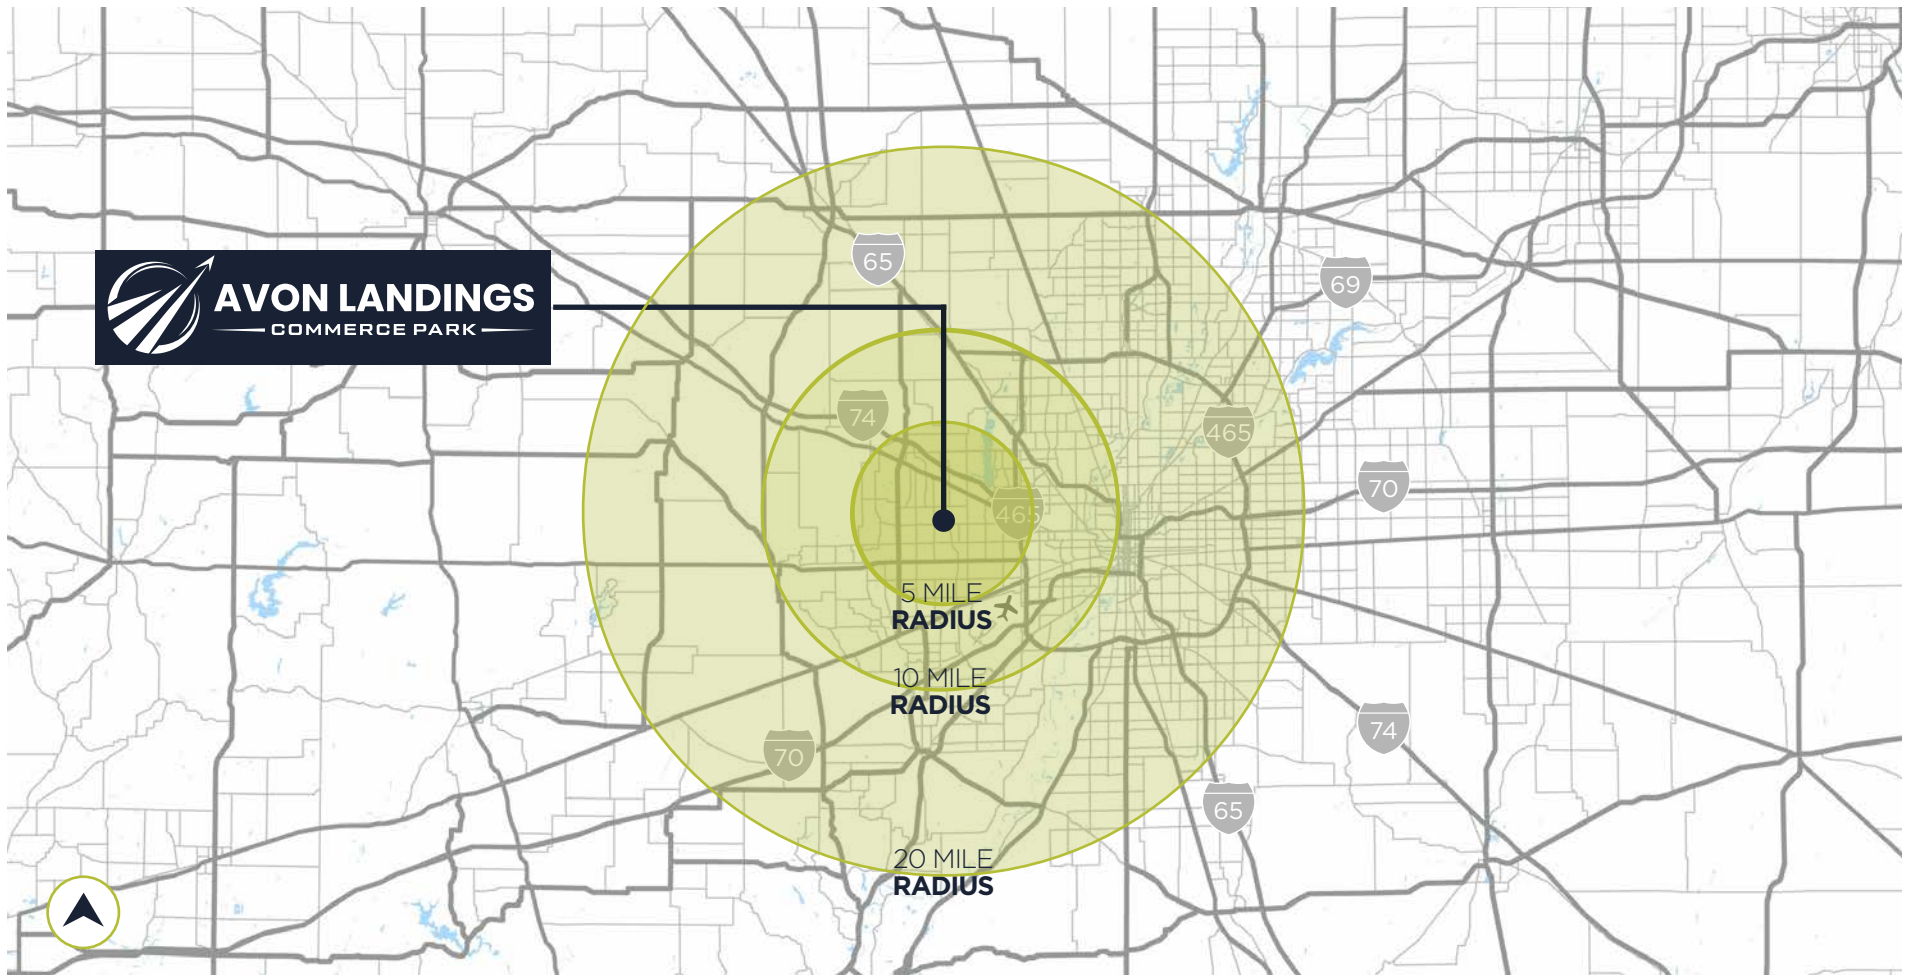 65
AVON LANDINGS
COMMERCE PARK
69
74
465
70
465
5 MILE
RADIUS
10 MILE
RADIUS
70
74
65
20 MILE
RADIUS